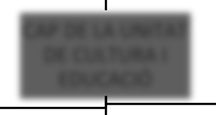 CAP DE LA UNITAT
DE CULTURA I
EDUCACIÓ